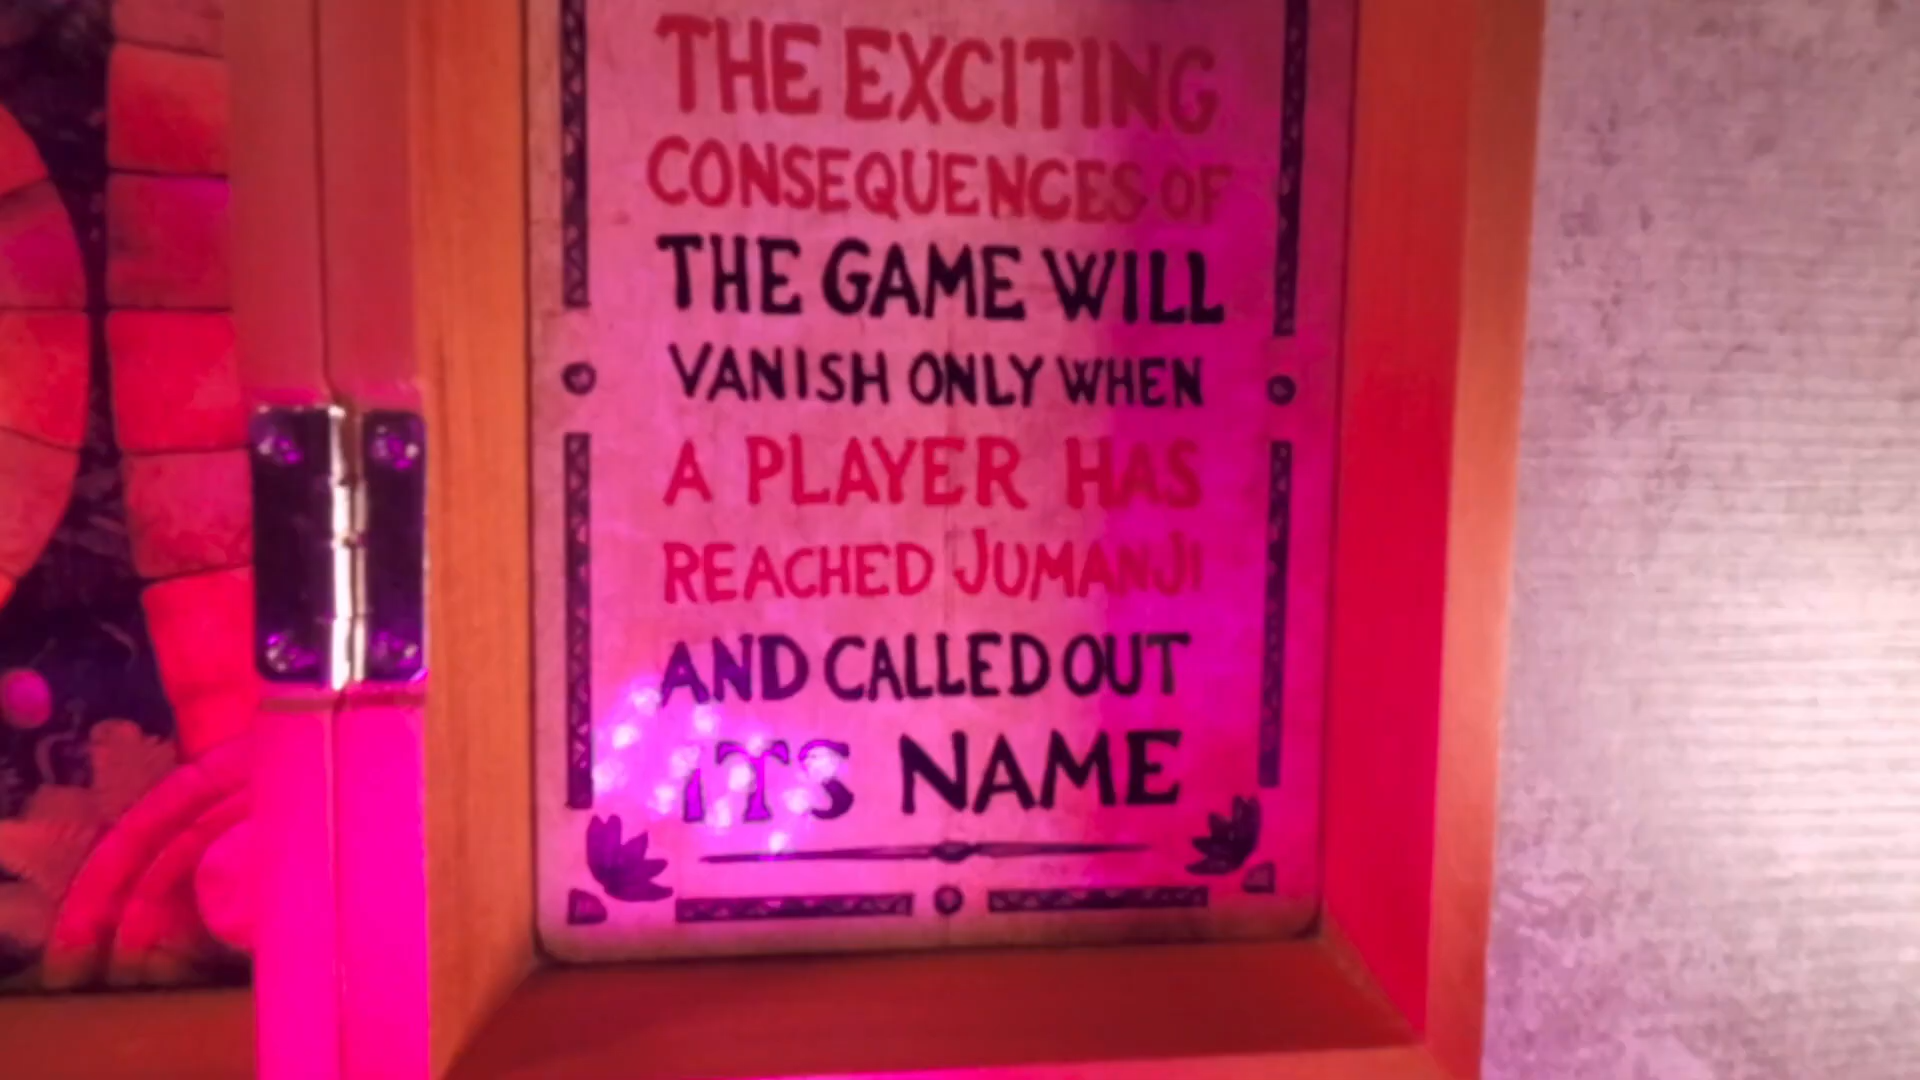 THE EXCITING
CONSEQUENCES OF
THE GAME WILL
VANISH ONLY WHEN
A PLAYER HAS
REACHED JUMANJI
AND CALLED OUT
ITS NAME